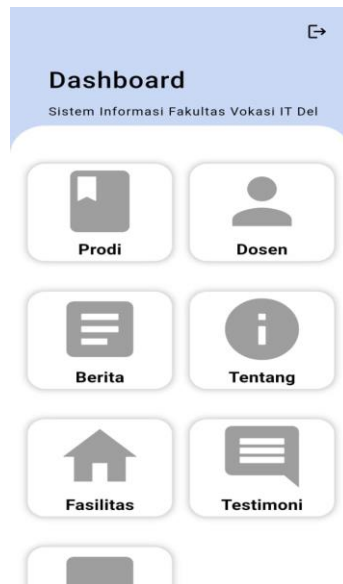 Dashboard
Sistem Informasi Fakultas Vokasi IT Del
Prodi
Dosen
Berita
Tentang
Fasilitas
Testimoni